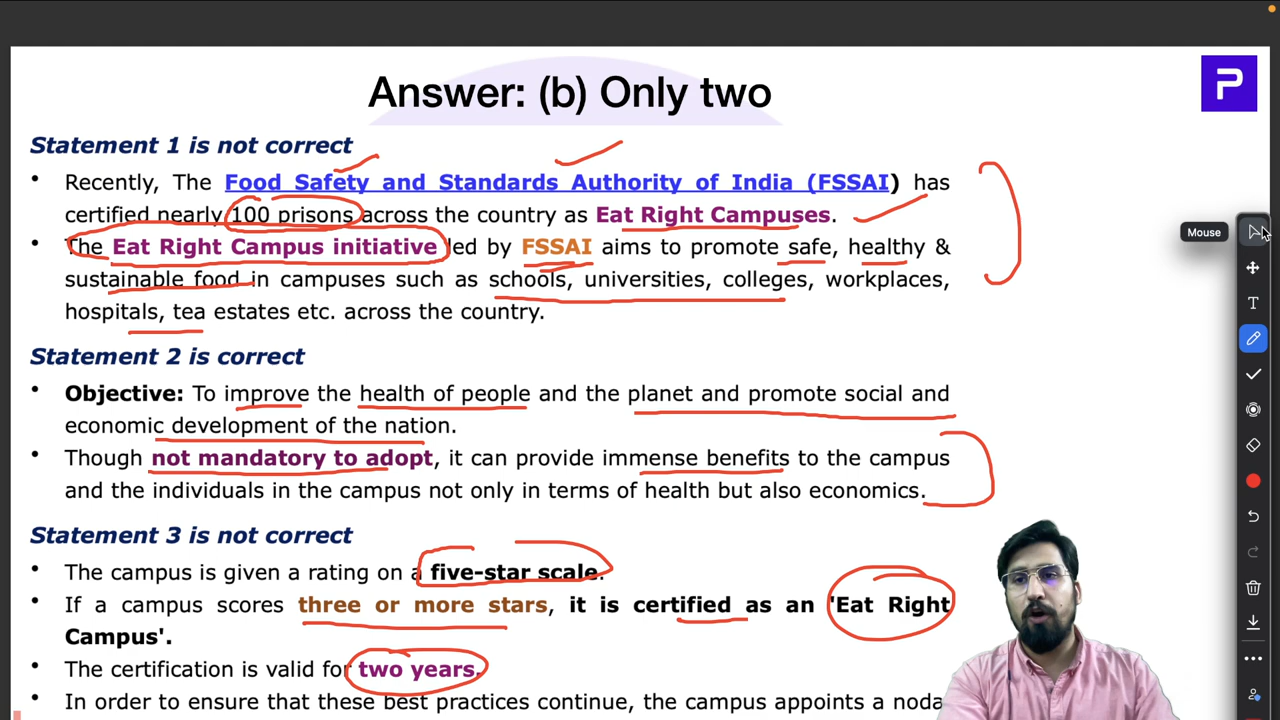 Answer: (b) Only two
P
Statement 1 is not correct
• Recently, The Food Safety and Standards Authority of India (FSSAI) has
certified nearly 100 prisons across the country as Eat Right Campuses.
• The Eat Right Campus initiative led by FSSAI aims to promote safe, healthy &
sustainable food in campuses such as schools, universities, colleges, workplaces,
hospitals, tea estates etc. across the country.
Mouse
T
Statement 2 is correct
• Objective: To improve the health of people and the planet and promote social and
economic development of the nation.
• Though not mandatory to adopt, it can provide immense benefits to the campus
and the individuals in the campus not only in terms of health but also economics.
Statement 3 is not correct
• The campus is given a rating on a five-star scale.
• If a campus scores three or more stars, it is certified as an 'Eat Right
Campus'.
• The certification is valid for two years.
• In order to ensure that these best practices continue, the campus appoints a noda